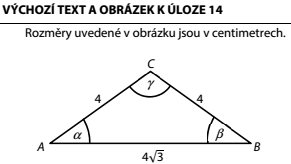 VÝCHOZÍ TEXT A OBRÁZEK K ÚLOZE 14
Rozměry uvedené v obrázku jsou v centimetrech.
C
γ
4 4
α β
A B
4√3